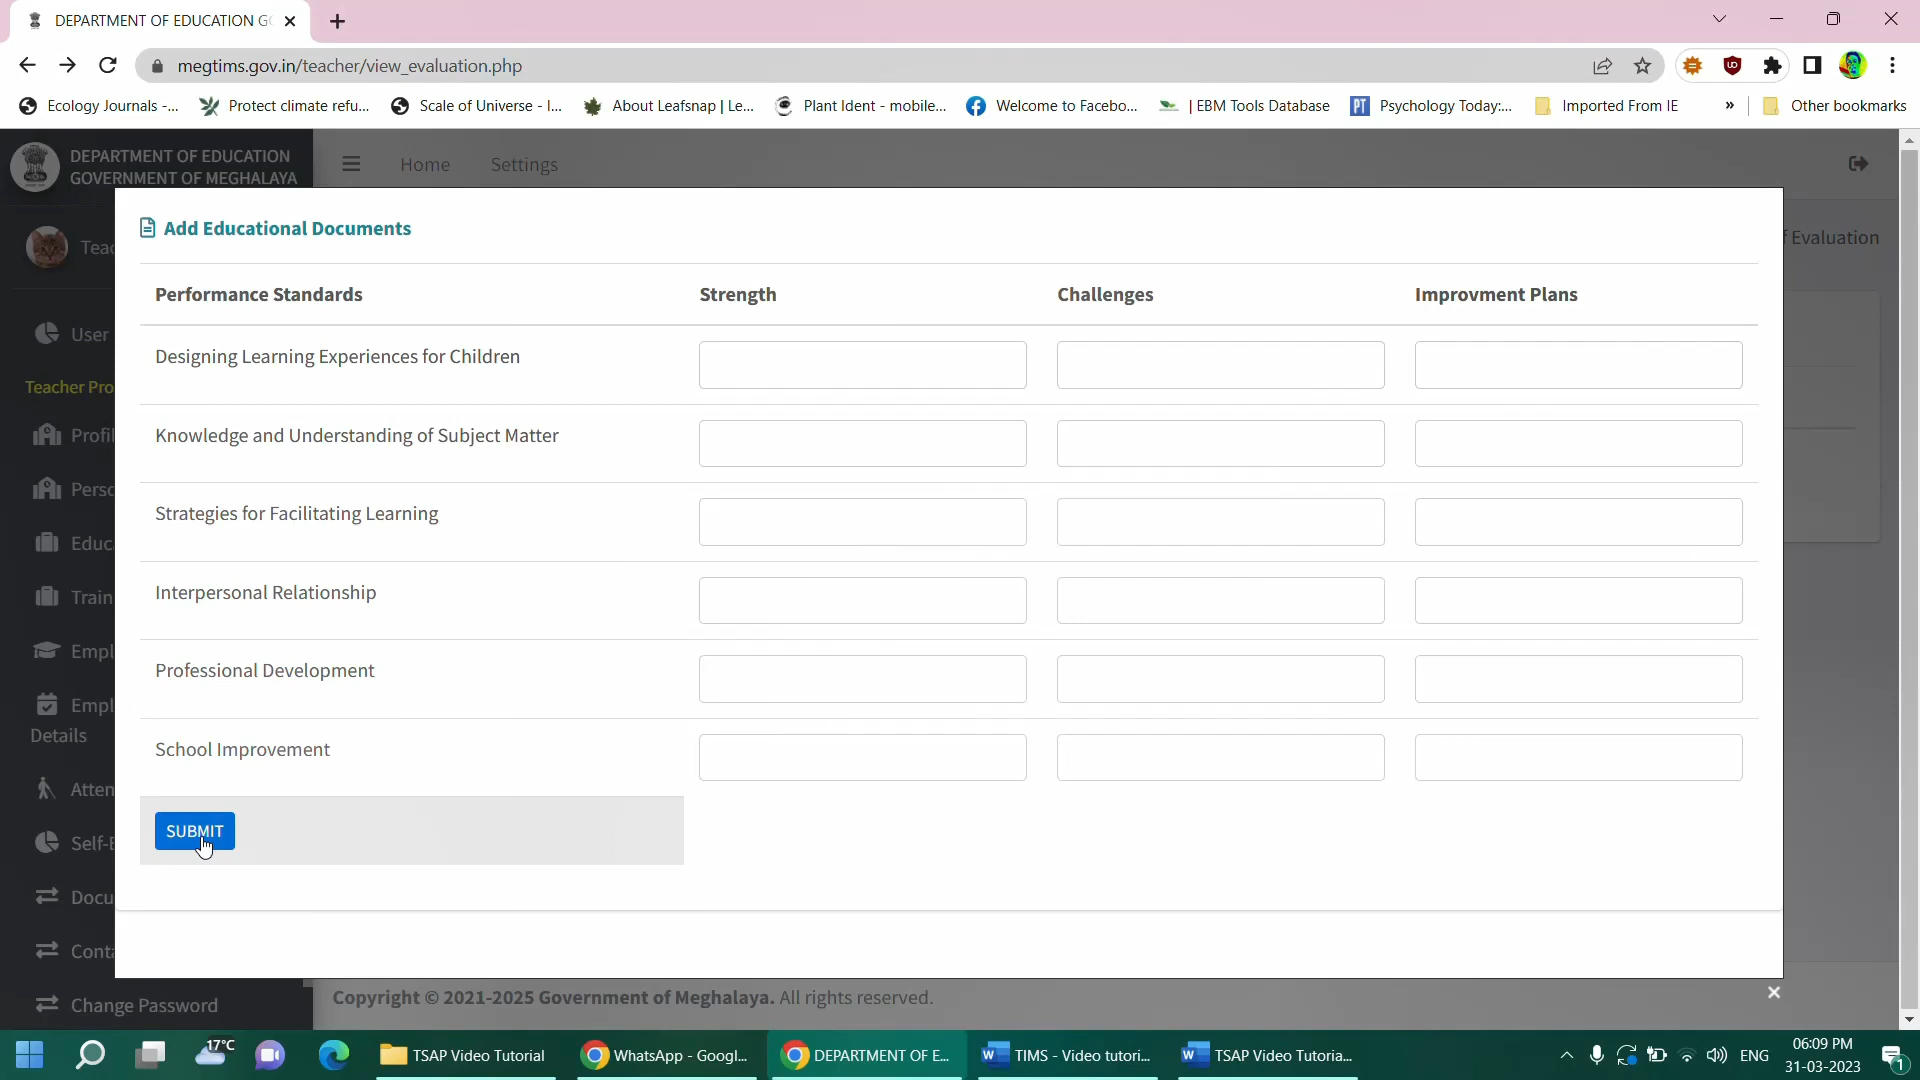 DEPARTMENT OF EDUCATION G
megtims.gov.in/teacher/view_evaluation.php
Ecology Journals -... Protect climate refu... Scale of Universe - I... About Leafsnap | Le... Plant Ident - mobile... Welcome to Facebo... | EBM Tools Database PT Psychology Today:... Imported From IE » Other bookmarks
DEPARTMENT OF EDUCATION
GOVERNMENT OF MEGHALAYA
Home Settings
Add Educational Documents
Teac
f Evaluation
Performance Standards Strength Challenges Improvment Plans
User
Designing Learning Experiences for Children
Teacher Pro
Profil
Knowledge and Understanding of Subject Matter
Perso
Strategies for Facilitating Learning
Educ
Train
Interpersonal Relationship
Empl
Professional Development
Empl
Details
School Improvement
Atten
SUBMIT
Self-E
Docu
Conta
Change Password
Copyright © 2021-2025 Government of Meghalaya. All rights reserved.
17°C TSAP Video Tutorial WhatsApp - Googl... DEPARTMENT OF E... TIMS - Video tutori... TSAP Video Tutoria... ENG
06:09 PM
31-03-2023
1